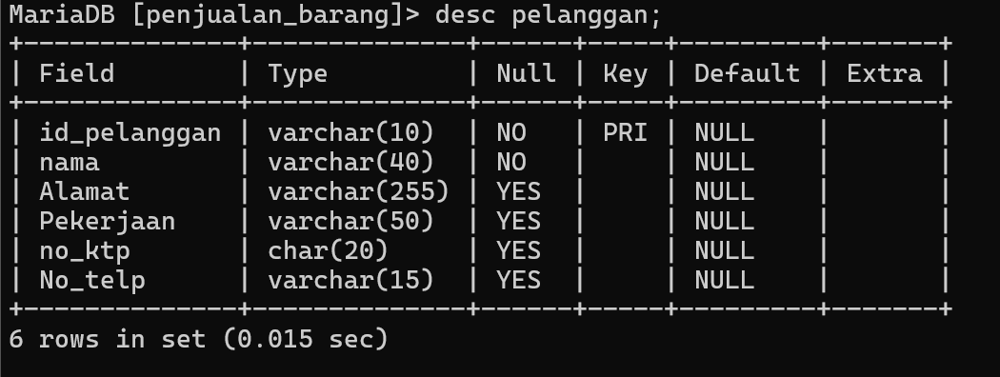 MariaDB [penjualan_barang]> desc pelanggan;
+--------------+--------------+------+-----+---------+-------+
| Field        | Type         | Null | Key | Default | Extra |
+--------------+--------------+------+-----+---------+-------+
| id_pelanggan | varchar(10)  | NO   | PRI | NULL    |       |
| nama         | varchar(40)  | NO   |     | NULL    |       |
| Alamat       | varchar(255) | YES  |     | NULL    |       |
| Pekerjaan    | varchar(50)  | YES  |     | NULL    |       |
| no_ktp       | char(20)     | YES  |     | NULL    |       |
| No_telp      | varchar(15)  | YES  |     | NULL    |       |
+--------------+--------------+------+-----+---------+-------+
6 rows in set (0.015 sec)